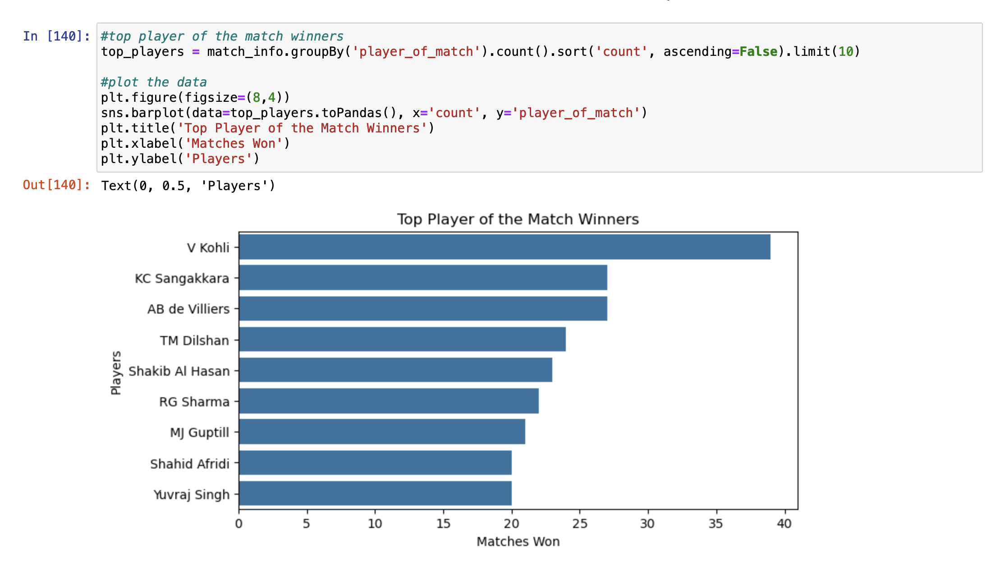 In [140]:
#top player of the match winners
top_players = match_info.groupBy('player_of_match').count().sort('count', ascending=False).limit(10)
#plot the data
plt.figure(figsize=(8,4))
sns.barplot(data=top_players.toPandas(), x='count', y='player_of_match')
plt.title('Top Player of the Match Winners')
plt.xlabel('Matches Won')
plt.ylabel('Players')
Out[140]: Text(0, 0.5, 'Players')
Top Player of the Match Winners
V Kohli
KC Sangakkara
AB de Villiers
TM Dilshan
Shakib Al Hasan
RG Sharma
MJ Guptill
Shahid Afridi
Yuvraj Singh
Players
0 5 10 15 20 25 30 35 40
Matches Won